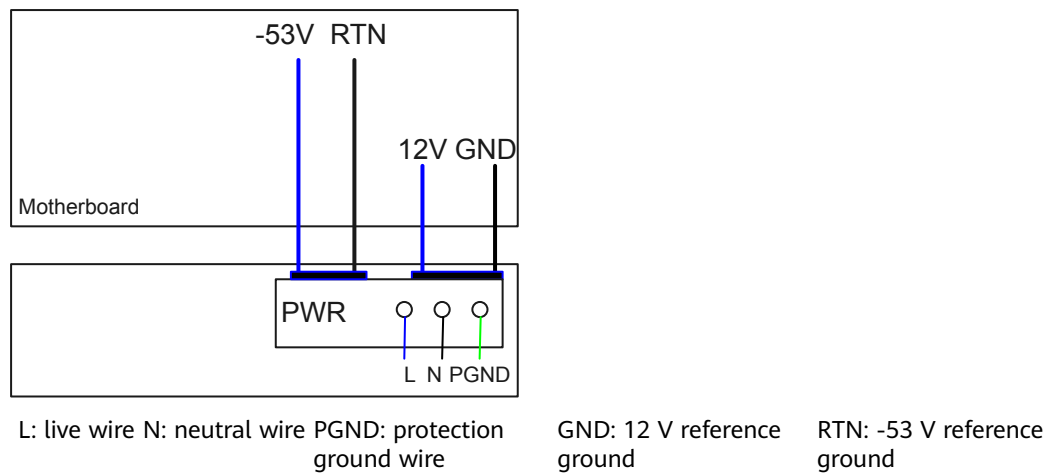 -53V RTN
12V GND
Motherboard
PWR
L N PGND
L: live wire N: neutral wire PGND: protection ground wire
GND: 12 V reference ground
RTN: -53 V reference ground